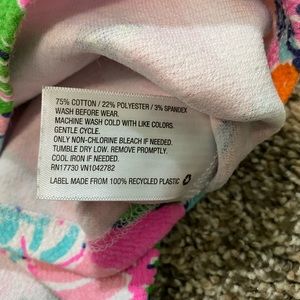 75% COTTON / 22% POLYESTER / 3% SPANDEX
WASH BEFORE WEAR.
MACHINE WASH COLD WITH LIKE COLORS.
GENTLE CYCLE.
ONLY NON-CHLORINE BLEACH IF NEEDED.
TUMBLE DRY LOW. REMOVE PROMPTLY.
COOL IRON IF NEEDED.
RN17730 VN1042782
LABEL MADE FROM 100% RECYCLED PLASTIC